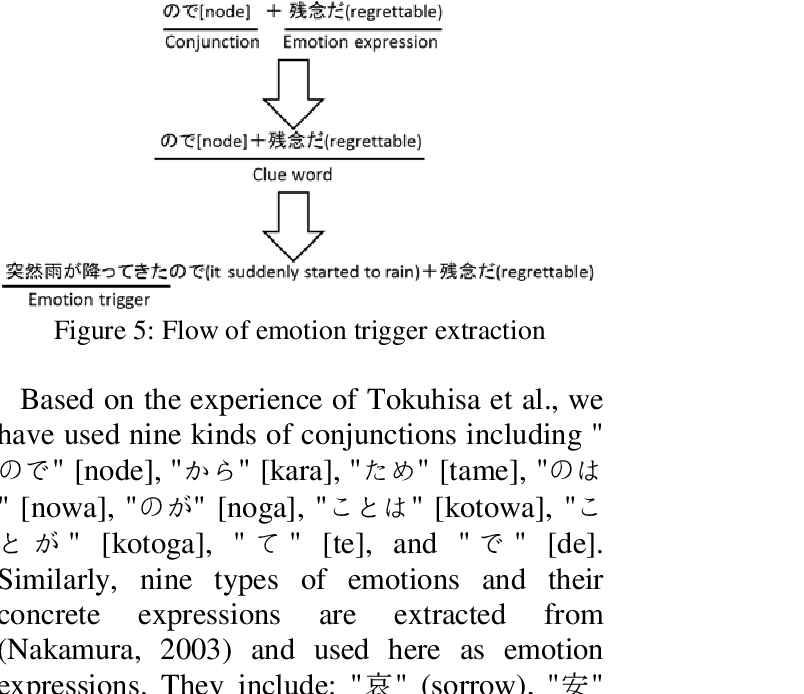 ので[node] + 残念だ(regrettable)
Conjunction Emotion expression
ので[node]+残念だ(regrettable)
Clue word
突然雨が降ってきたので(it suddenly started to rain)+残念だ(regrettable)
Emotion trigger
Figure 5: Flow of emotion trigger extraction
Based on the experience of Tokuhisa et al., we
have used nine kinds of conjunctions including "
ので" [node], "から" [kara], "ため" [tame], "のは
" [nowa], "のが" [noga], "ことは" [kotowa], "こ
とが" [kotoga], "て" [te], and "で" [de].
Similarly, nine types of emotions and their
concrete expressions are extracted from
(Nakamura, 2003) and used here as emotion
expressions. They include: "哀" (sorrow), "安"